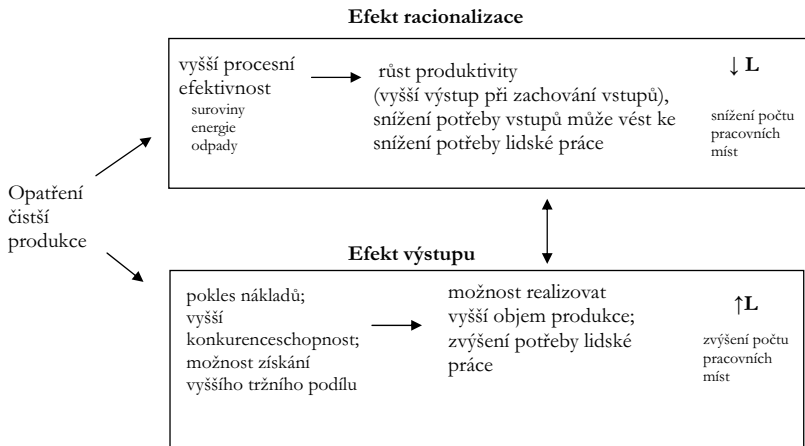 Efekt racionalizace
vyšší procesní
efektivnost
suroviny
energie
odpady
růst produktivity
(vyšší výstup při zachování vstupů),
snížení potřeby vstupů může vést ke
snížení potřeby lidské práce
↓ L
snížení počtu
pracovních
míst
Opatření
čistší
produkce
Efekt výstupu
pokles nákladů;
vyšší
konkurenceschopnost;
možnost získání
vyššího tržního podílu
možnost realizovat
vyšší objem produkce;
zvýšení potřeby lidské
práce
↑L
zvýšení počtu
pracovních
míst